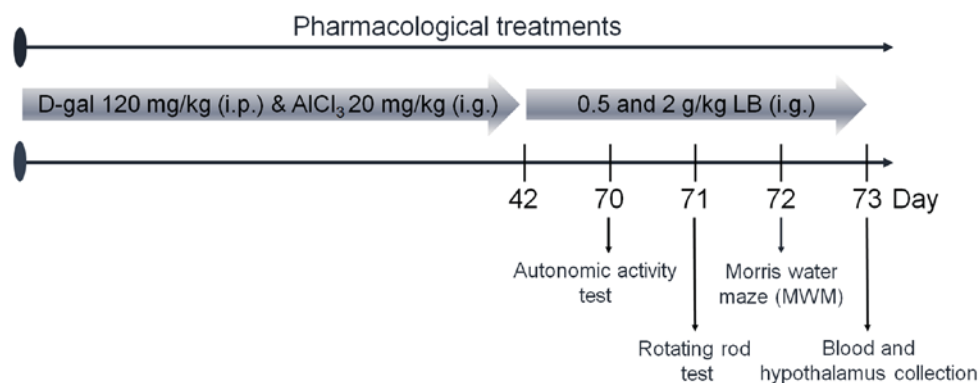 Pharmacological treatments
D-gal 120 mg/kg (i.p.) & AlCl₃ 20 mg/kg (i.g.)
0.5 and 2 g/kg LB (i.g.)
42 70 71 72 73 Day
Autonomic activity
test
Morris water
maze (MWM)
Rotating rod
test
Blood and
hypothalamus collection